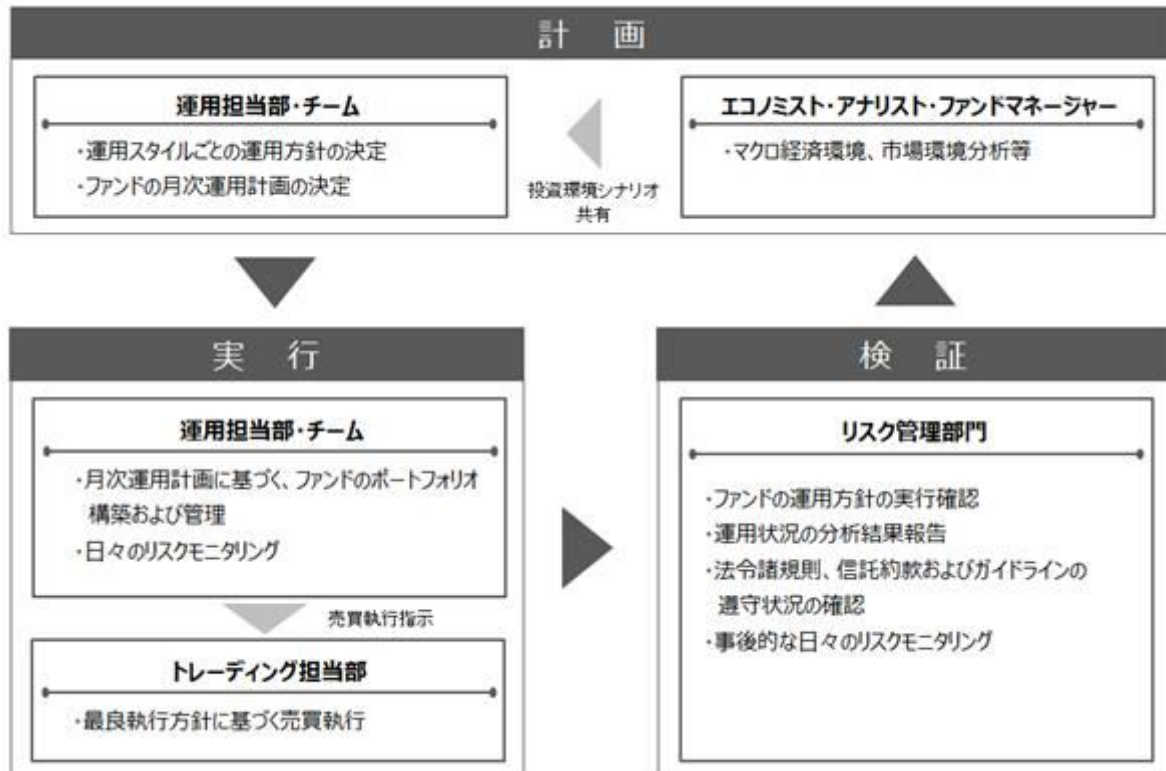 計 画
運用担当部・チーム
・運用スタイルごとの運用方針の決定
・ファンドの月次運用計画の決定
投資環境シナリオ
共有
エコノミスト・アナリスト・ファンドマネージャー
・マクロ経済環境、市場環境分析等
実 行
運用担当部・チーム
・月次運用計画に基づく、ファンドのポートフォリオ
構築および管理
・日々のリスクモニタリング
売買執行指示
トレーディング担当部
・最良執行方針に基づく売買執行
検 証
リスク管理部門
・ファンドの運用方針の実行確認
・運用状況の分析結果報告
・法令諸規則、信託約款およびガイドラインの
遵守状況の確認
・事後的な日々のリスクモニタリング